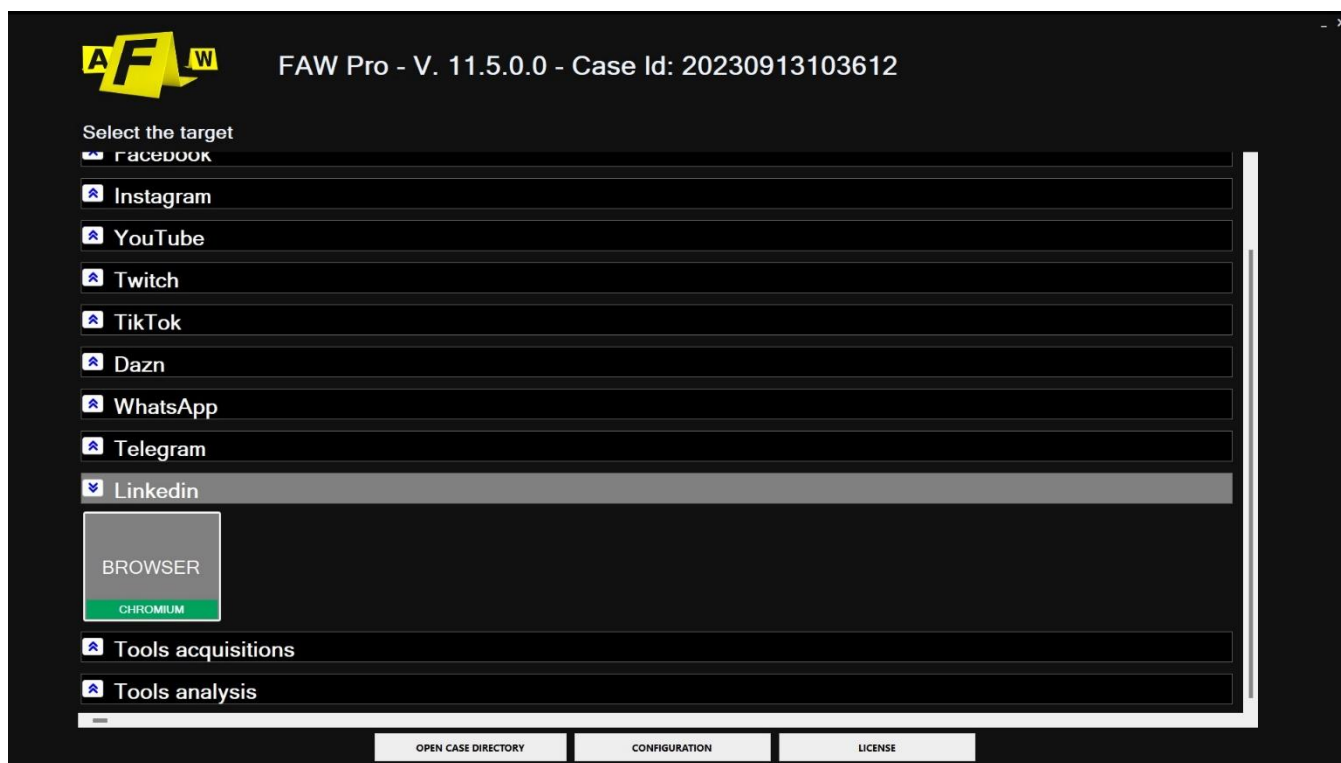 A F W
FAW Pro - V. 11.5.0.0 - Case Id: 20230913103612
Select the target
Facebook
Instagram
YouTube
Twitch
TikTok
Dazn
WhatsApp
Telegram
Linkedin
BROWSER
CHROMIUM
Tools acquisitions
Tools analysis
OPEN CASE DIRECTORY CONFIGURATION LICENSE